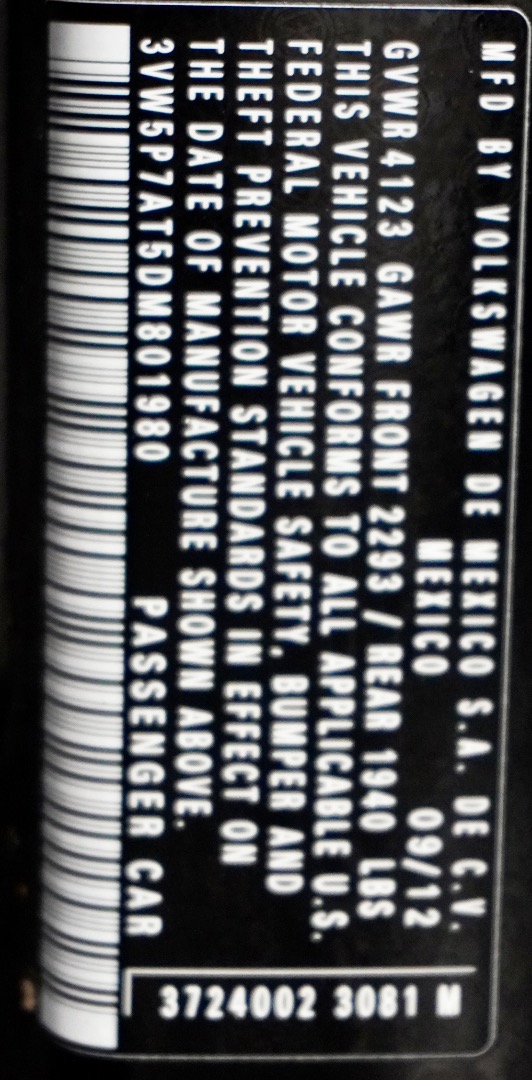 MFD BY VOLKSWAGEN DE MEXICO S.A. DE C.V.
MEXICO 09/12
GVWR 4123 GAWR FRONT 2293 / REAR 1940 LBS
THIS VEHICLE CONFORMS TO ALL APPLICABLE U.S.
FEDERAL MOTOR VEHICLE SAFETY, BUMPER AND
THEFT PREVENTION STANDARDS IN EFFECT ON
THE DATE OF MANUFACTURE SHOWN ABOVE.
3VW5P7AT5DM801980 PASSENGER CAR
3724002 3081 M